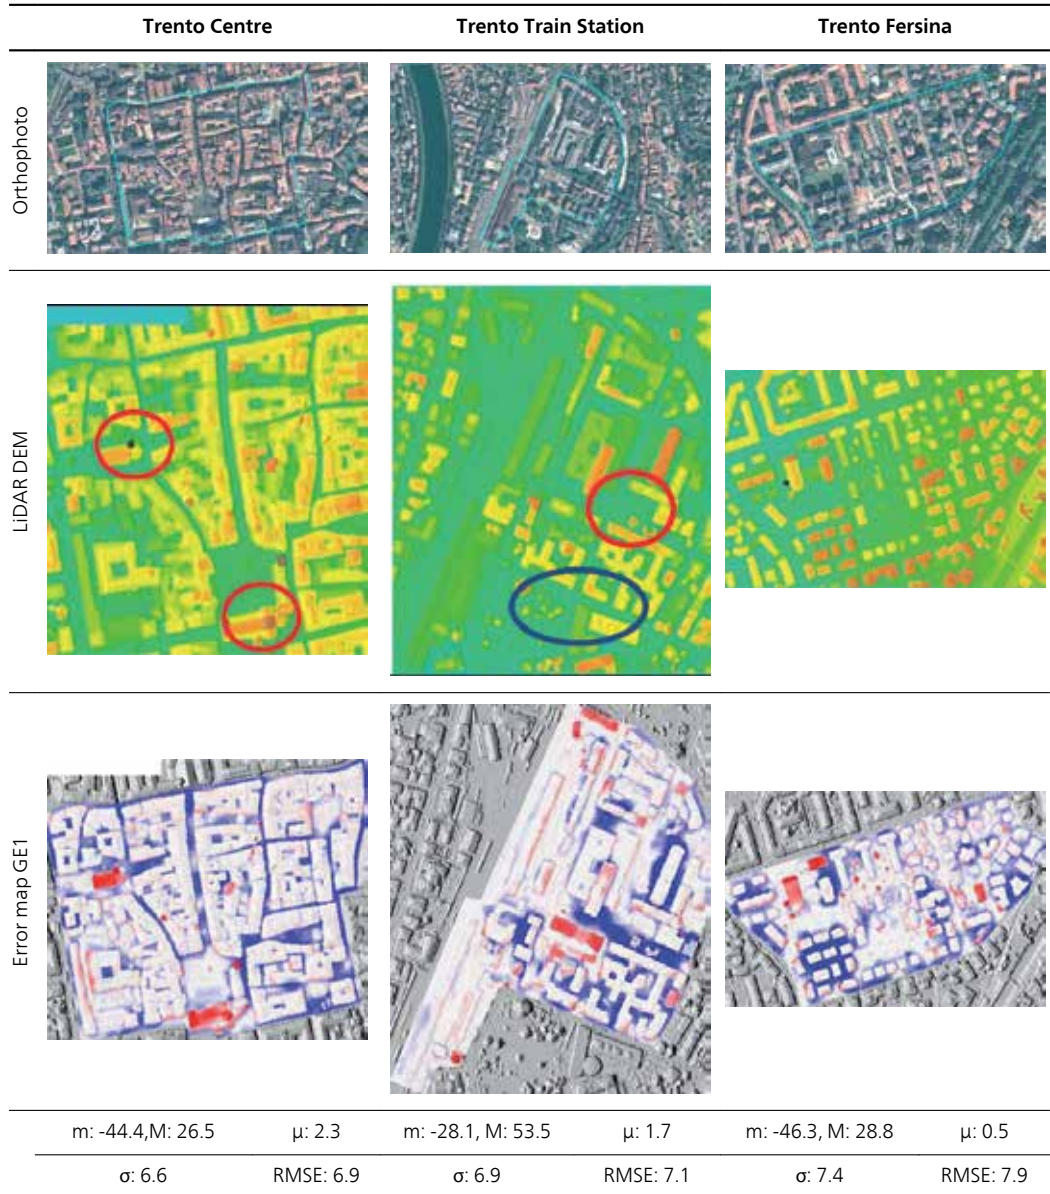 Trento Centre Trento Train Station Trento Fersina
Orthophoto
LiDAR DEM
Error map GE1
m: -44.4,M: 26.5 μ: 2.3 m: -28.1, M: 53.5 μ: 1.7 m: -46.3, M: 28.8 μ: 0.5
σ: 6.6 RMSE: 6.9 σ: 6.9 RMSE: 7.1 σ: 7.4 RMSE: 7.9